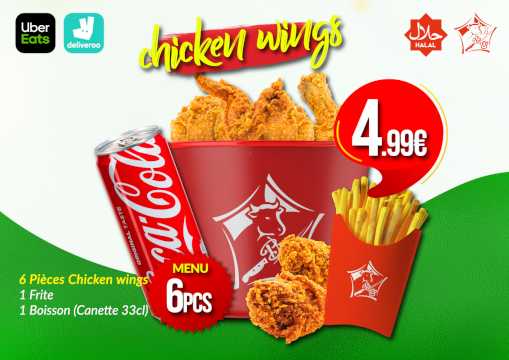 Uber
Eats
deliveroo
chicken wings
حلال
HALAL
4.99€
Coca-Cola
ORIGINAL TASTE
MENU
6PCS
6 Pièces Chicken wings
1 Frite
1 Boisson (Canette 33cl)